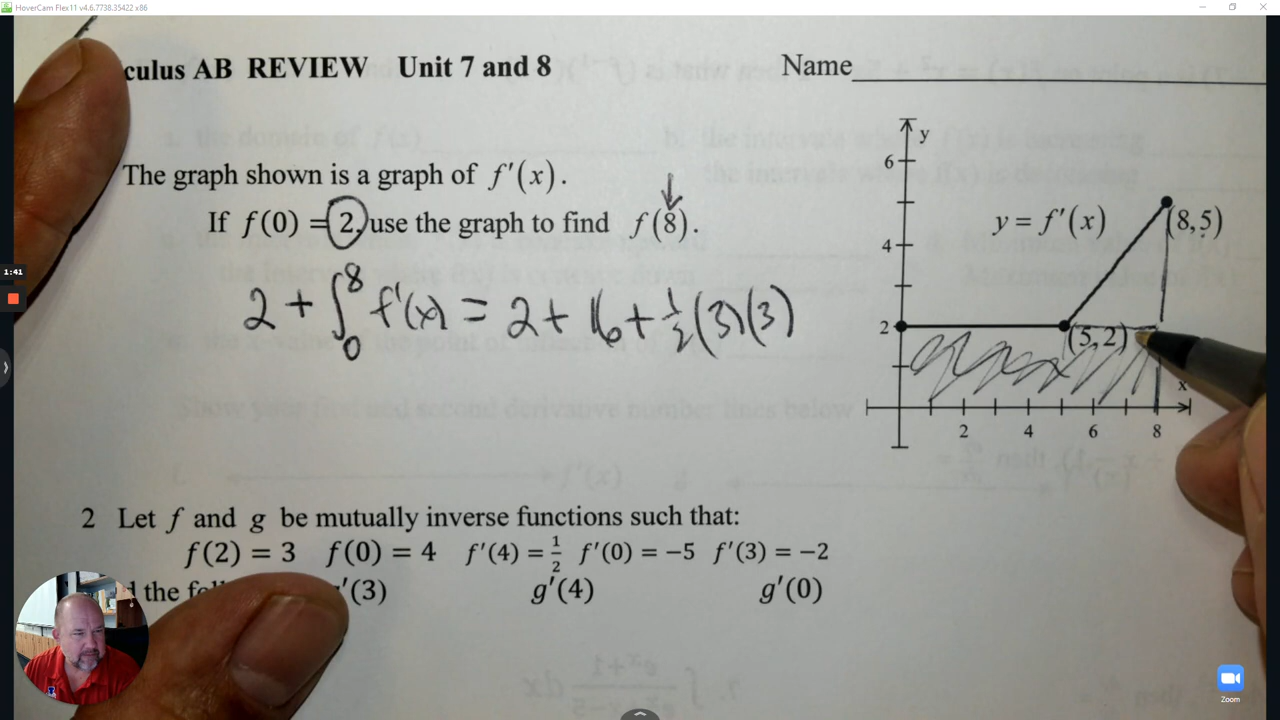 HoverCam Flex11 v4.6.7738.35422 x86
culus AB REVIEW Unit 7 and 8
Name
The graph shown is a graph of f'(x).
If f(0) = 2, use the graph to find f(8).
2 + ∫₀⁸ f'(x) = 2 + 16 + 1/2 (3)(3)
y
6
y = f'(x)
(8,5)
4
2
(5,2)
x
2 4 6 8
1:41
2 Let f and g be mutually inverse functions such that:
f(2) = 3 f(0) = 4 f'(4) = 1/2 f'(0) = −5 f'(3) = −2
the '(3) g'(4) g'(0)
Zoom